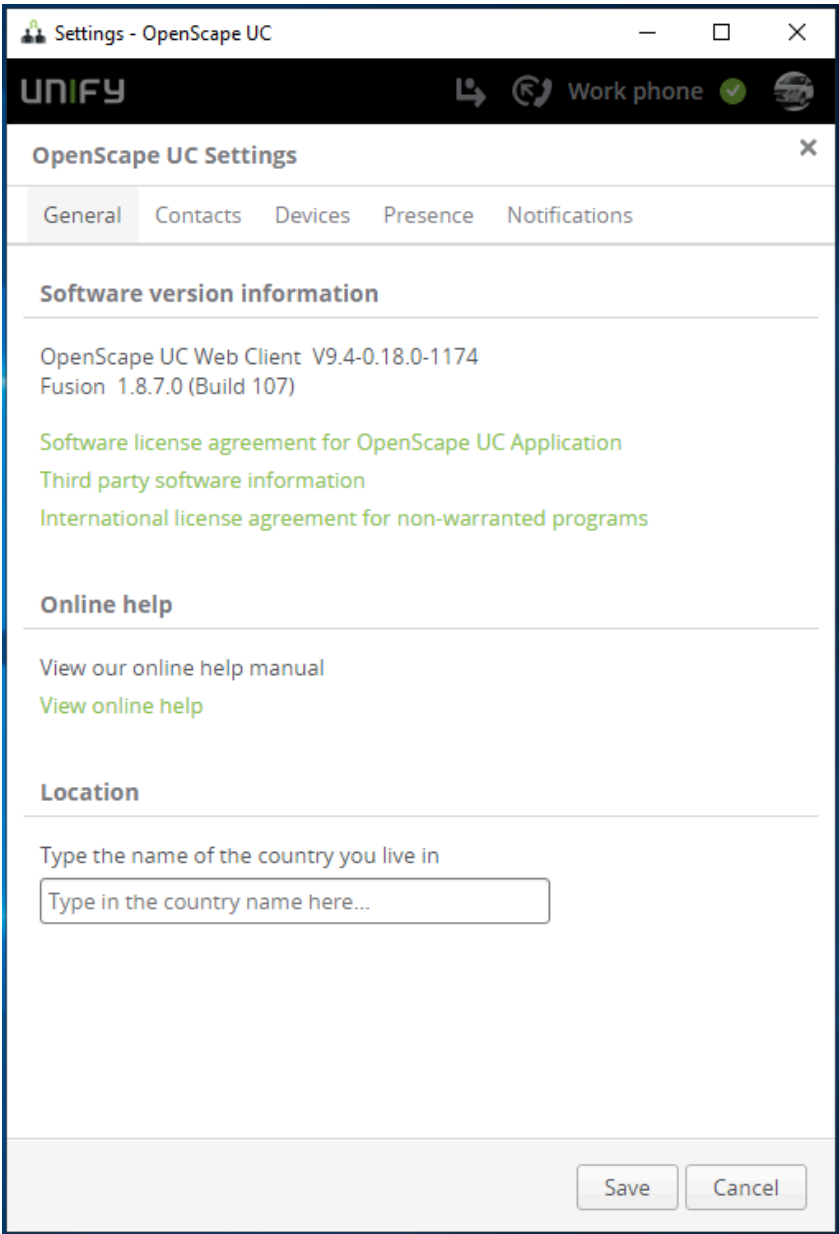 Settings - OpenScape UC
UNIFY
Work phone
OpenScape UC Settings
General Contacts Devices Presence Notifications
Software version information
OpenScape UC Web Client V9.4-0.18.0-1174
Fusion 1.8.7.0 (Build 107)
Software license agreement for OpenScape UC Application
Third party software information
International license agreement for non-warranted programs
Online help
View our online help manual
View online help
Location
Type the name of the country you live in
Type in the country name here...
Save Cancel